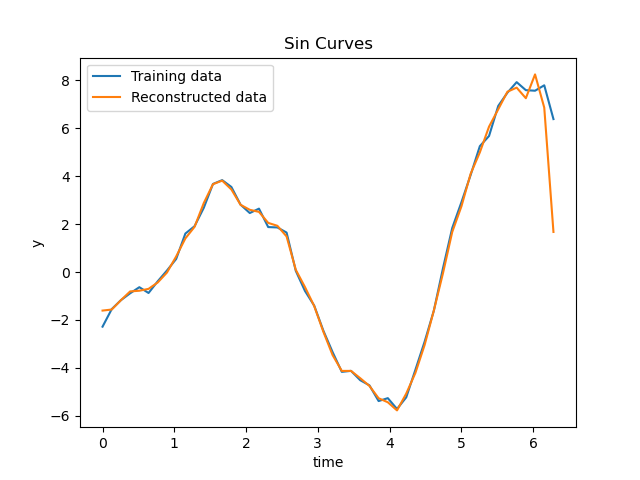 Sin Curves
Training data
Reconstructed data
8
6
4
2
0
−2
−4
−6
y
0 1 2 3 4 5 6
time